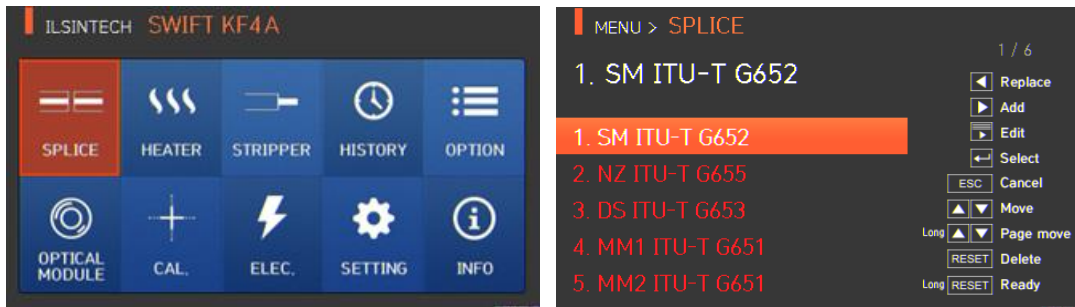 ILSINTECH SWIFT KF4A
SPLICE HEATER STRIPPER HISTORY OPTION
OPTICAL MODULE CAL. ELEC. SETTING INFO
MENU > SPLICE
1 / 6
1. SM ITU-T G652
Replace
Add
1. SM ITU-T G652
Edit
Select
2. NZ ITU-T G655
ESC Cancel
3. DS ITU-T G653
Move
Long Page move
4. MM1 ITU-T G651
RESET Delete
5. MM2 ITU-T G651
Long RESET Ready